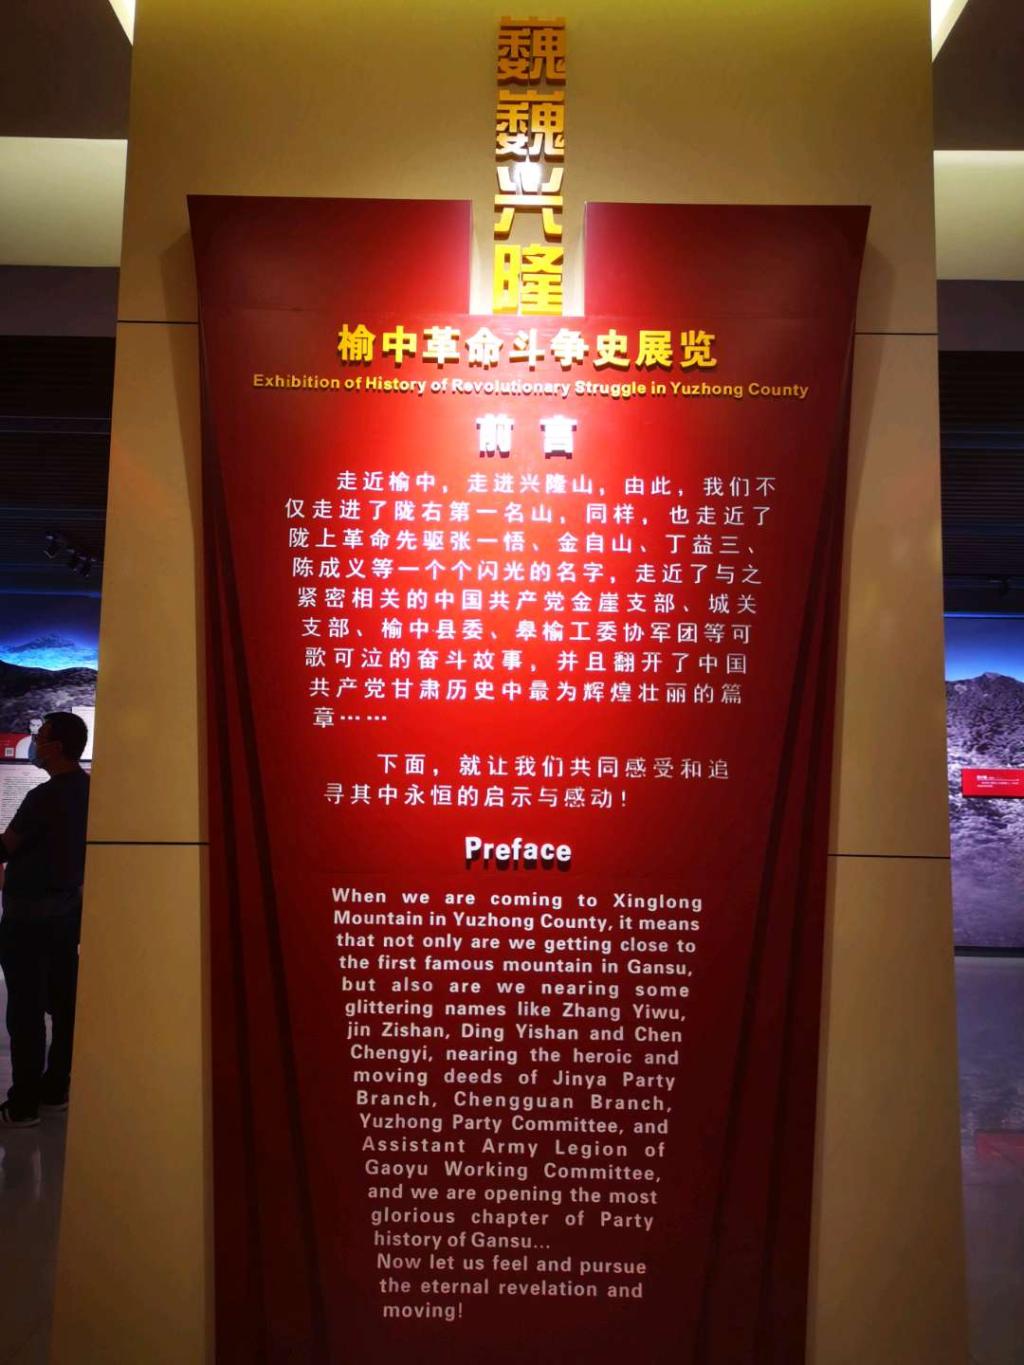 巍巍兴隆
榆中革命斗争史展览
Exhibition of History of Revolutionary Struggle in Yuzhong County
前言
走近榆中，走进兴隆山，由此，我们不
仅走进了陇右第一名山，同样，也走近了
陇上革命先驱张一悟、金自山、丁益三、
陈成义等一个个闪光的名字，走近了与之
紧密相关的中国共产党金崖支部、城关
支部、榆中县委、皋榆工委协军团等可
歌可泣的奋斗故事，并且翻开了中国
共产党甘肃历史中最为辉煌壮丽的篇
章……
下面，就让我们共同感受和追
寻其中永恒的启示与感动！
Preface
When we are coming to Xinglong
Mountain in Yuzhong County, it means
that not only are we getting close to
the first famous mountain in Gansu,
but also are we nearing some
glittering names like Zhang Yiwu,
jin Zishan, Ding Yishan and Chen
Chengyi, nearing the heroic and
moving deeds of Jinya Party
Branch, Chengguan Branch,
Yuzhong Party Committee, and
Assistant Army Legion of
Gaoyu Working Committee,
and we are opening the most
glorious chapter of Party
history of Gansu...
Now let us feel and pursue
the eternal revelation and
moving!